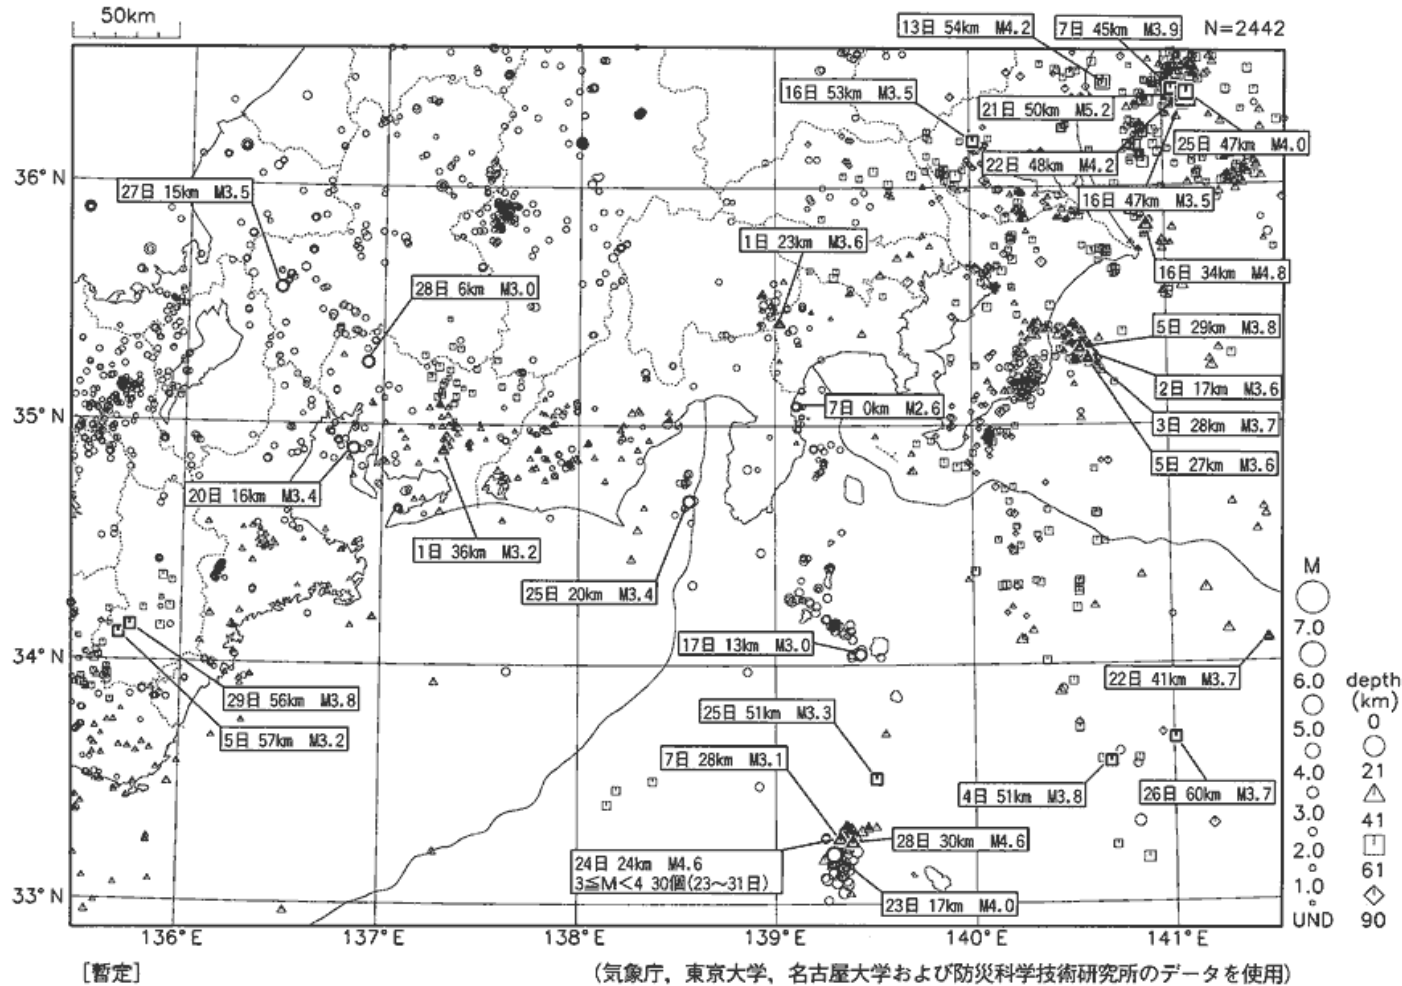 50km
13日 54km M4.2
7日 45km M3.9
N=2442
16日 53km M3.5
21日 50km M5.2
25日 47km M4.0
22日 48km M4.2
36°N
27日 15km M3.5
16日 47km M3.5
1日 23km M3.6
16日 34km M4.8
28日 6km M3.0
5日 29km M3.8
2日 17km M3.6
7日 0km M2.6
35°N
3日 28km M3.7
5日 27km M3.6
20日 16km M3.4
1日 36km M3.2
25日 20km M3.4
17日 13km M3.0
34°N
22日 41km M3.7
29日 56km M3.8
25日 51km M3.3
5日 57km M3.2
7日 28km M3.1
4日 51km M3.8
26日 60km M3.7
28日 30km M4.6
24日 24km M4.6
3≦M<4 30個(23～31日)
33°N
23日 17km M4.0
M
7.0
6.0
5.0
4.0
3.0
2.0
1.0
UND
depth
(km)
0
21
41
61
90
136°E
137°E
138°E
139°E
140°E
141°E
[暫定]
(気象庁，東京大学，名古屋大学および防災科学技術研究所のデータを使用)